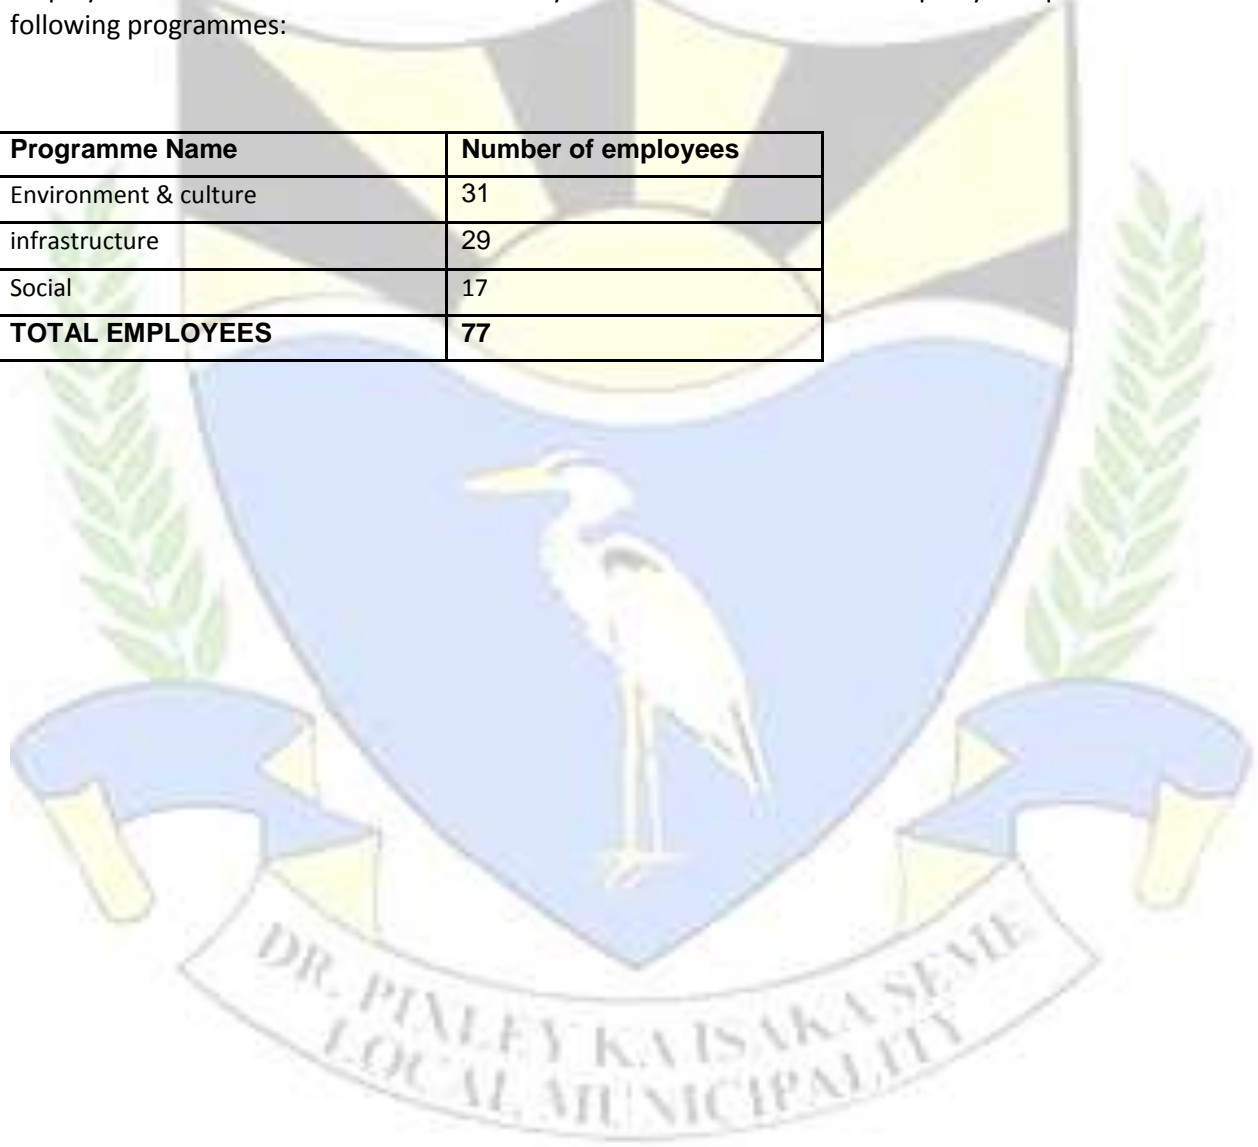 following programmes:
Programme Name Number of employees
Environment & culture 31
infrastructure 29
Social 17
TOTAL EMPLOYEES 77
DR. PINLEY KA ISAKA SEME
LOCAL MUNICIPALITY